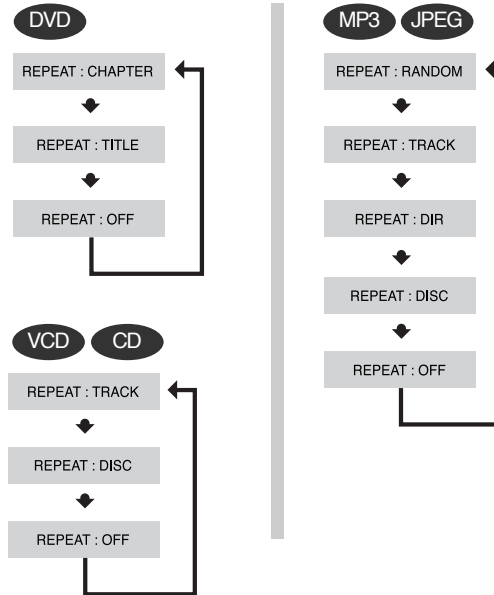 DVD
REPEAT : CHAPTER
REPEAT : TITLE
REPEAT : OFF
VCD CD
REPEAT : TRACK
REPEAT : DISC
REPEAT : OFF
MP3 JPEG
REPEAT : RANDOM
REPEAT : TRACK
REPEAT : DIR
REPEAT : DISC
REPEAT : OFF